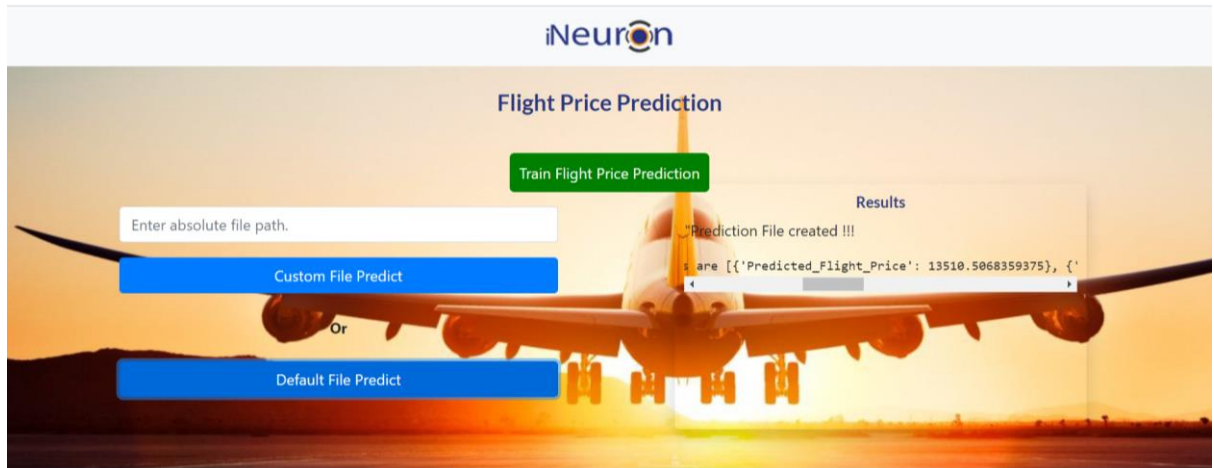 iNeuron
Flight Price Prediction
Train Flight Price Prediction
Enter absolute file path.
Custom File Predict
Or
Default File Predict
Results
"Prediction File created !!!
s are [{'Predicted_Flight_Price': 13510.5068359375}, {'